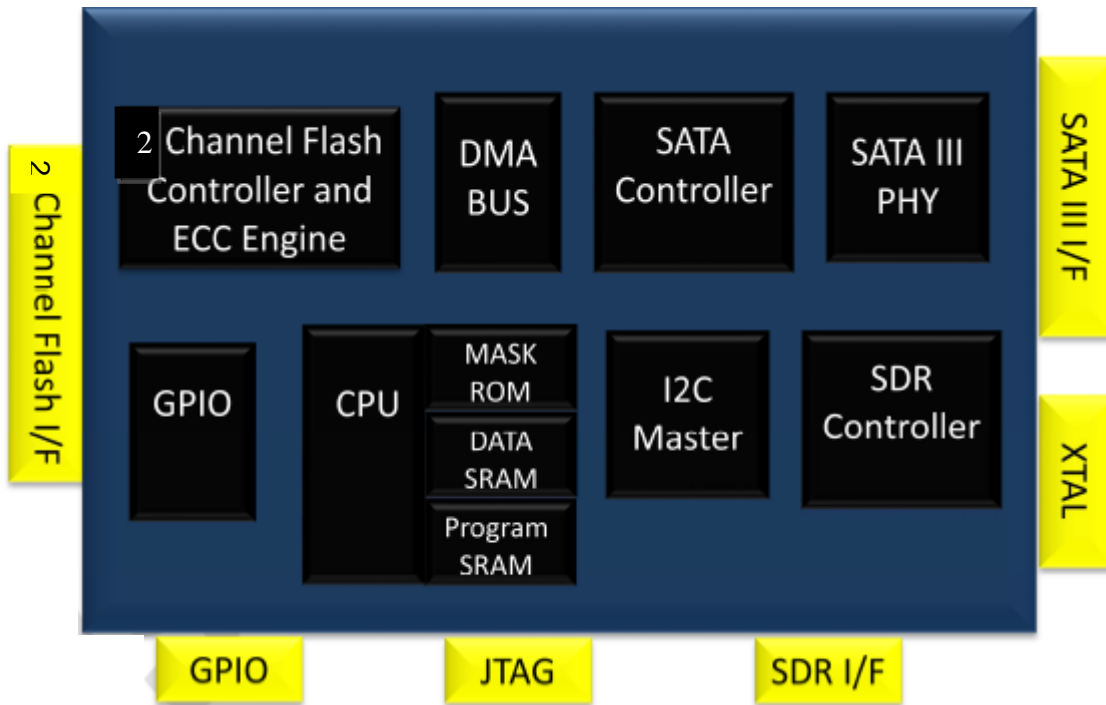 2 Channel Flash
Controller and
ECC Engine
DMA
BUS
SATA
Controller
SATA III
PHY
SATA III I/F
2 Channel Flash I/F
GPIO
CPU
MASK
ROM
DATA
SRAM
Program
SRAM
I2C
Master
SDR
Controller
XTAL
GPIO
JTAG
SDR I/F